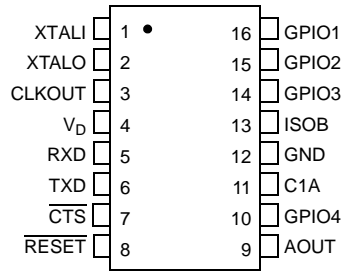 XTALI 1 16 GPIO1
XTALO 2 15 GPIO2
CLKOUT 3 14 GPIO3
VD 4 13 ISOB
RXD 5 12 GND
TXD 6 11 C1A
CTS 7 10 GPIO4
RESET 8 9 AOUT